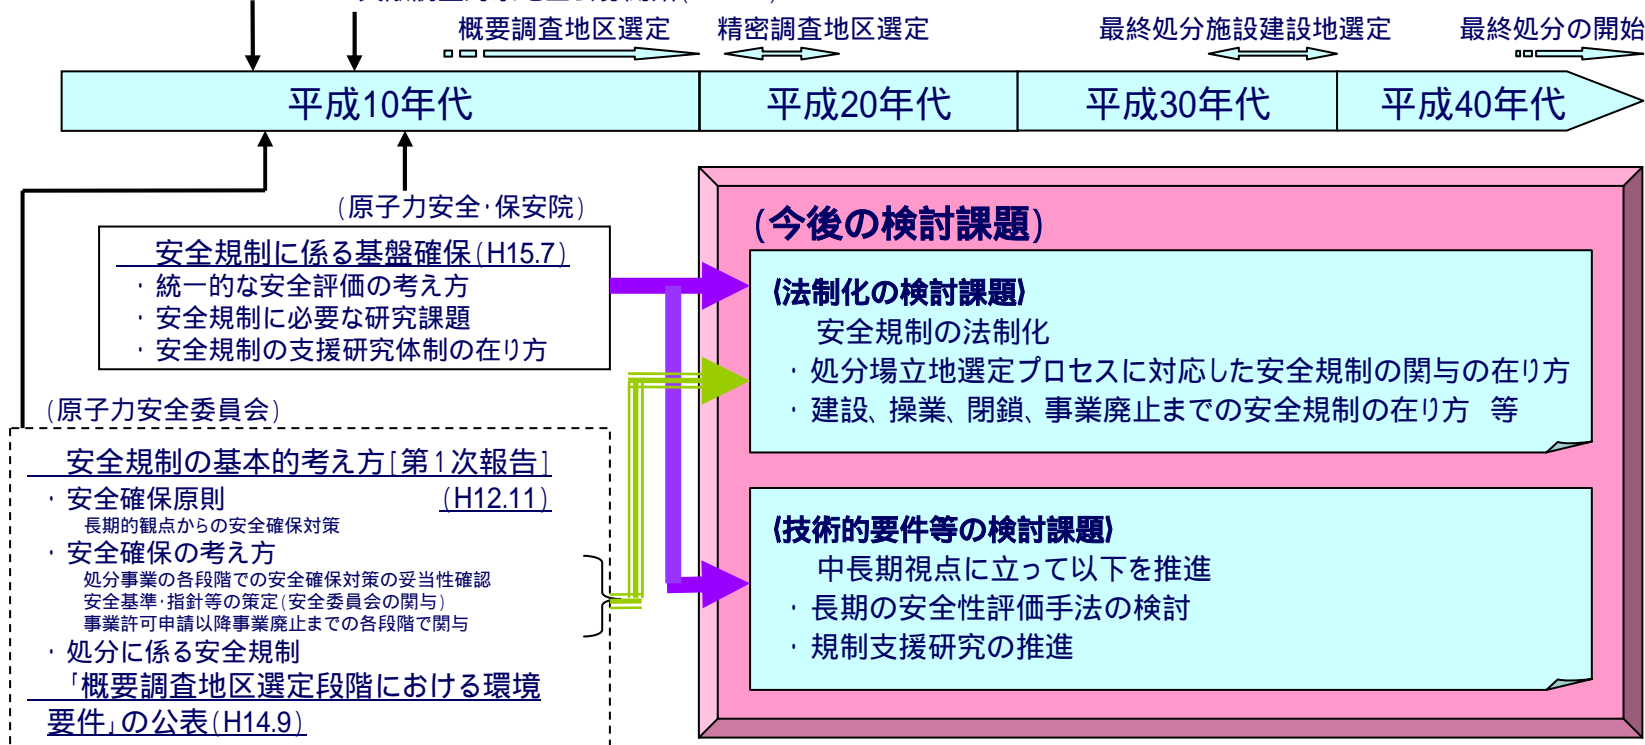 概要調査地区選定
精密調査地区選定
最終処分施設建設地選定
最終処分の開始
平成10年代
平成20年代
平成30年代
平成40年代
(原子力安全・保安院)
安全規制に係る基盤確保(H15.7)
・統一的な安全評価の考え方
・安全規制に必要な研究課題
・安全規制の支援研究体制の在り方
(原子力安全委員会)
安全規制の基本的考え方[第1次報告]
(H12.11)
・安全確保原則
長期的観点からの安全確保対策
・安全確保の考え方
処分事業の各段階での安全確保対策の妥当性確認
安全基準・指針等の策定(安全委員会の関与)
事業許可申請以降事業廃止までの各段階で関与
・処分に係る安全規制
「概要調査地区選定段階における環境
要件」の公表(H14.9)
(今後の検討課題)
〈法制化の検討課題〉
安全規制の法制化
・処分場立地選定プロセスに対応した安全規制の関与の在り方
・建設、操業、閉鎖、事業廃止までの安全規制の在り方 等
〈技術的要件等の検討課題〉
中長期視点に立って以下を推進
・長期の安全性評価手法の検討
・規制支援研究の推進